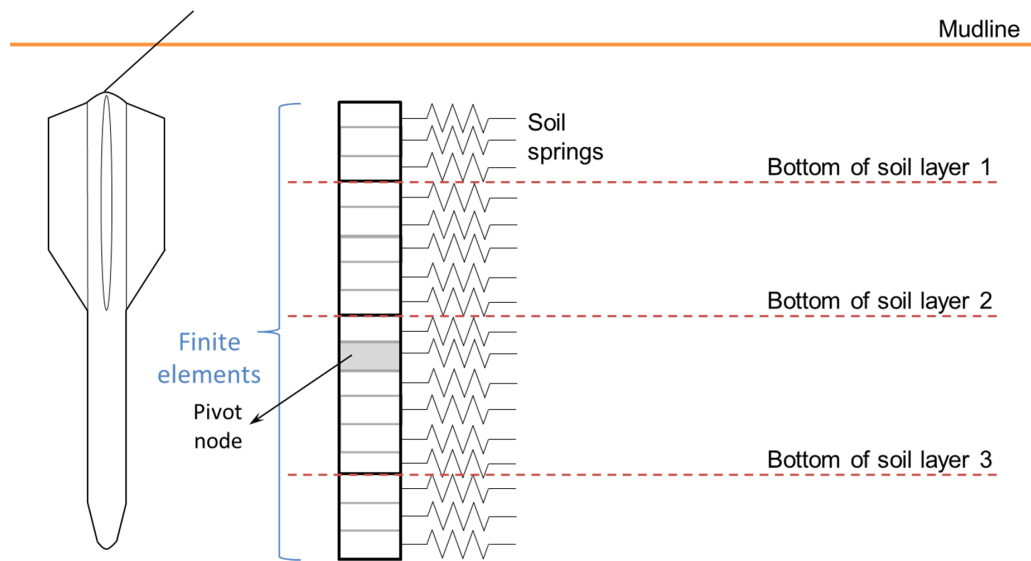 Mudline
Soil
springs
Bottom of soil layer 1
Bottom of soil layer 2
Finite
elements
Pivot
node
Bottom of soil layer 3